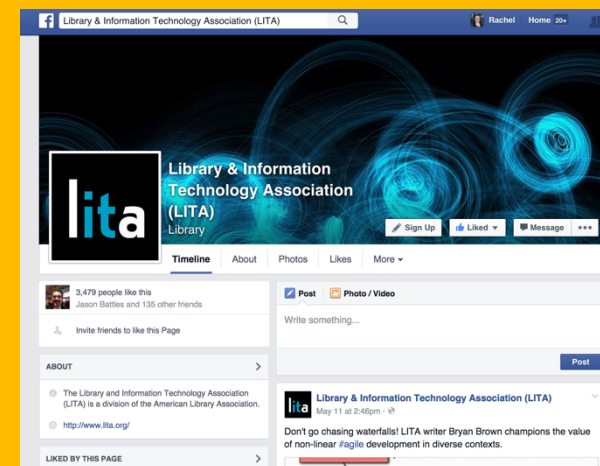 Library & Information Technology Association (LITA)
Rachel Home 20+
lita
Library & Information
Technology Association
(LITA)
Library
Sign Up Liked Message
Timeline About Photos Likes More
3,479 people like this
Jason Battles and 135 other friends
Invite friends to like this Page
ABOUT
The Library and Information Technology Association
(LITA) is a division of the American Library Association.
http://www.lita.org/
LIKED BY THIS PAGE
Post Photo / Video
Write something...
Post
lita
Library & Information Technology Association (LITA)
May 11 at 2:46pm ·
Don't go chasing waterfalls! LITA writer Bryan Brown champions the value
of non-linear #agile development in diverse contexts.